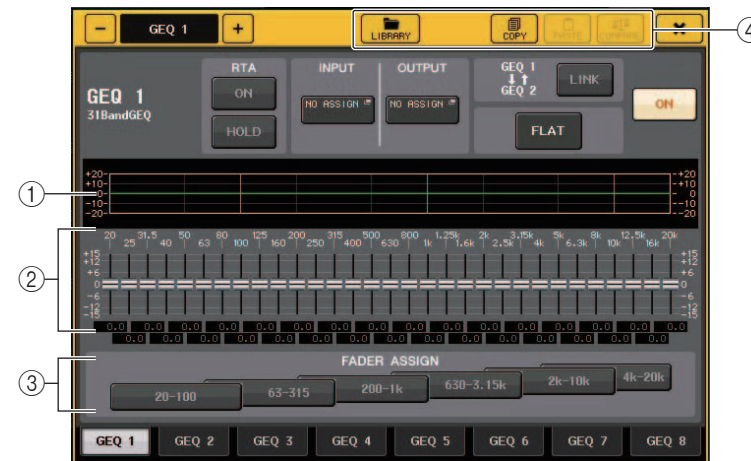 − GEQ 1 + LIBRARY COPY PASTE COMPARE ✖ ④
RTA INPUT OUTPUT GEQ 1
GEQ 2 LINK
GEQ 1
31BandGEQ
ON NO ASSIGN NO ASSIGN ON
HOLD FLAT
①
+20 +20
+10 +10
0 0
-10 -10
-20 -20
②
20 31.5 50 80 125 200 315 500 800 1.25k 2k 3.15k 5k 8k 12.5k 20k
25 40 63 100 160 250 400 630 1k 1.6k 2.5k 4k 6.3k 10k 16k
+15 +15
+12 +12
+6 +6
0 0
-6 -6
-12 -12
-15 -15
0.0 0.0 0.0 0.0 0.0 0.0 0.0 0.0 0.0 0.0 0.0 0.0 0.0 0.0 0.0 0.0
0.0 0.0 0.0 0.0 0.0 0.0 0.0 0.0 0.0 0.0 0.0 0.0 0.0 0.0 0.0
③
FADER ASSIGN
20-100 63-315 200-1k 630-3.15k 2k-10k 4k-20k
GEQ 1 GEQ 2 GEQ 3 GEQ 4 GEQ 5 GEQ 6 GEQ 7 GEQ 8